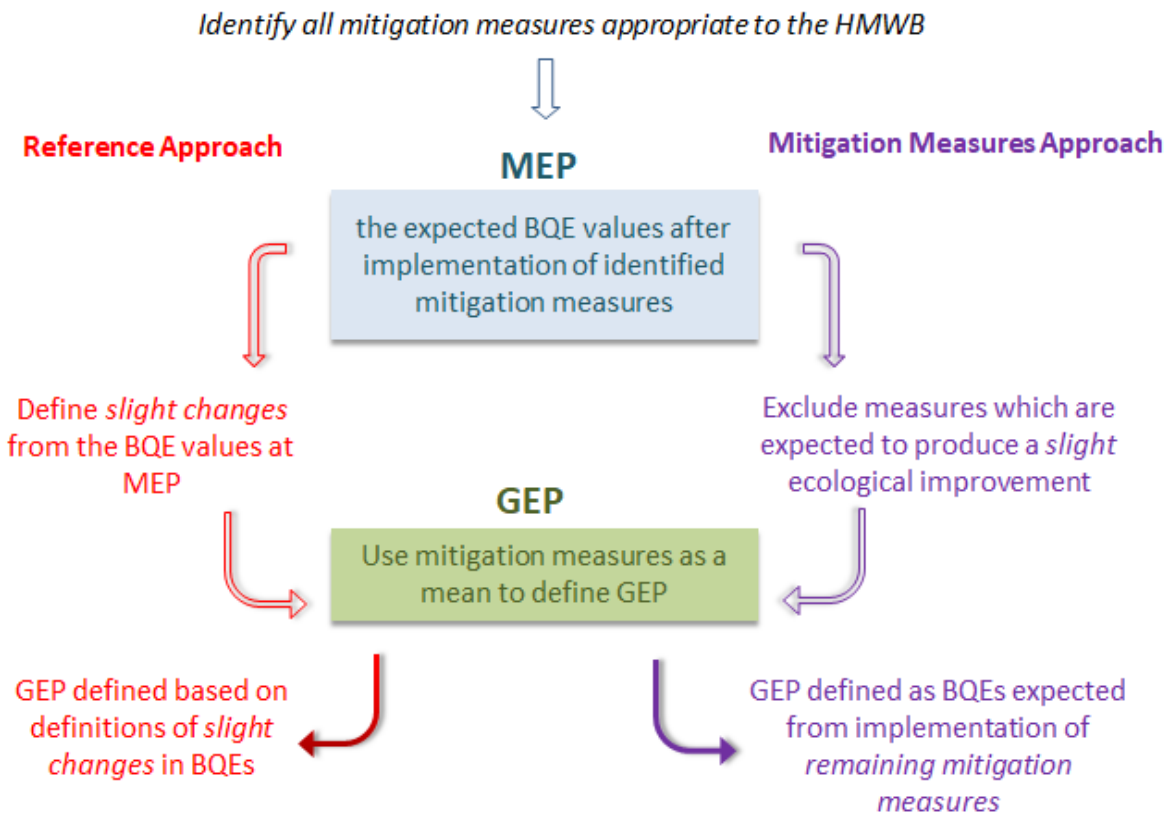 Identify all mitigation measures appropriate to the HMWB
Reference Approach
Mitigation Measures Approach
MEP
the expected BQE values after
implementation of identified
mitigation measures
Define slight changes
from the BQE values at
MEP
Exclude measures which are
expected to produce a slight
ecological improvement
GEP
Use mitigation measures as a
mean to define GEP
GEP defined based on
definitions of slight
changes in BQEs
GEP defined as BQEs expected
from implementation of
remaining mitigation
measures